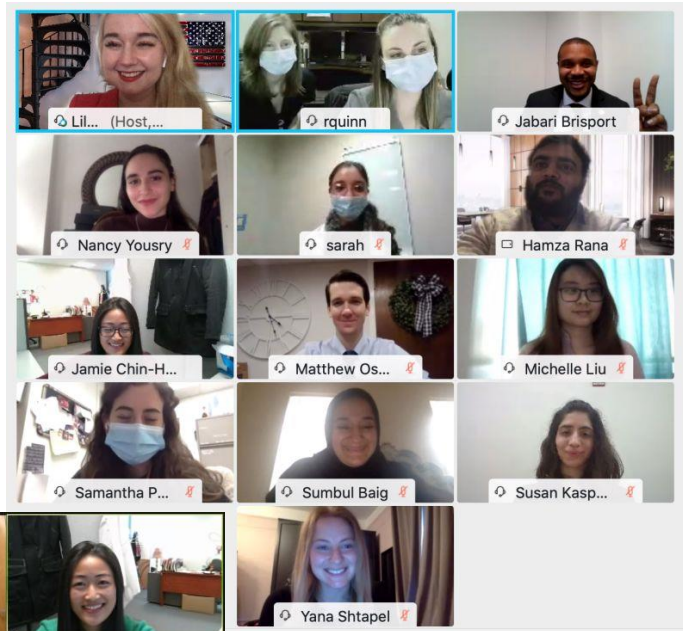 Lil... (Host,...
rquinn
Jabari Brisport
Nancy Yousry
sarah
Hamza Rana
Jamie Chin-H...
Matthew Os...
Michelle Liu
Samantha P...
Sumbul Baig
Susan Kasp...
Yana Shtapel